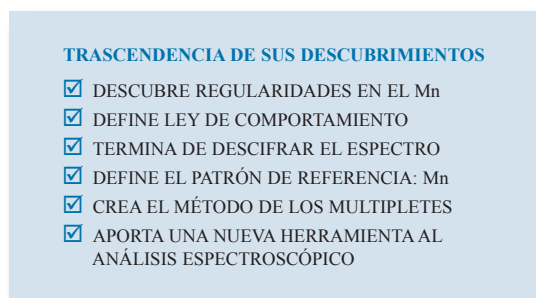 TRASCENDENCIA DE SUS DESCUBRIMIENTOS
DESCUBRE REGULARIDADES EN EL Mn
DEFINE LEY DE COMPORTAMIENTO
TERMINA DE DESCIFRAR EL ESPECTRO
DEFINE EL PATRÓN DE REFERENCIA: Mn
CREA EL MÉTODO DE LOS MULTIPLETES
APORTA UNA NUEVA HERRAMIENTA AL
ANÁLISIS ESPECTROSCÓPICO